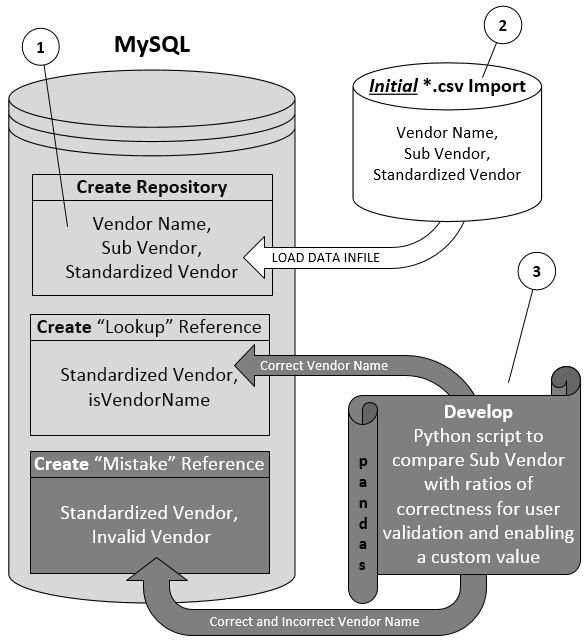 MySQL
1
2
Initial *.csv Import
Vendor Name,
Sub Vendor,
Standardized Vendor
Create Repository
Vendor Name,
Sub Vendor,
Standardized Vendor
LOAD DATA INFILE
3
Create “Lookup” Reference
Standardized Vendor,
isVendorName
Correct Vendor Name
Create “Mistake” Reference
Standardized Vendor,
Invalid Vendor
pandas
Develop
Python script to
compare Sub Vendor
with ratios of
correctness for user
validation and enabling
a custom value
Correct and Incorrect Vendor Name